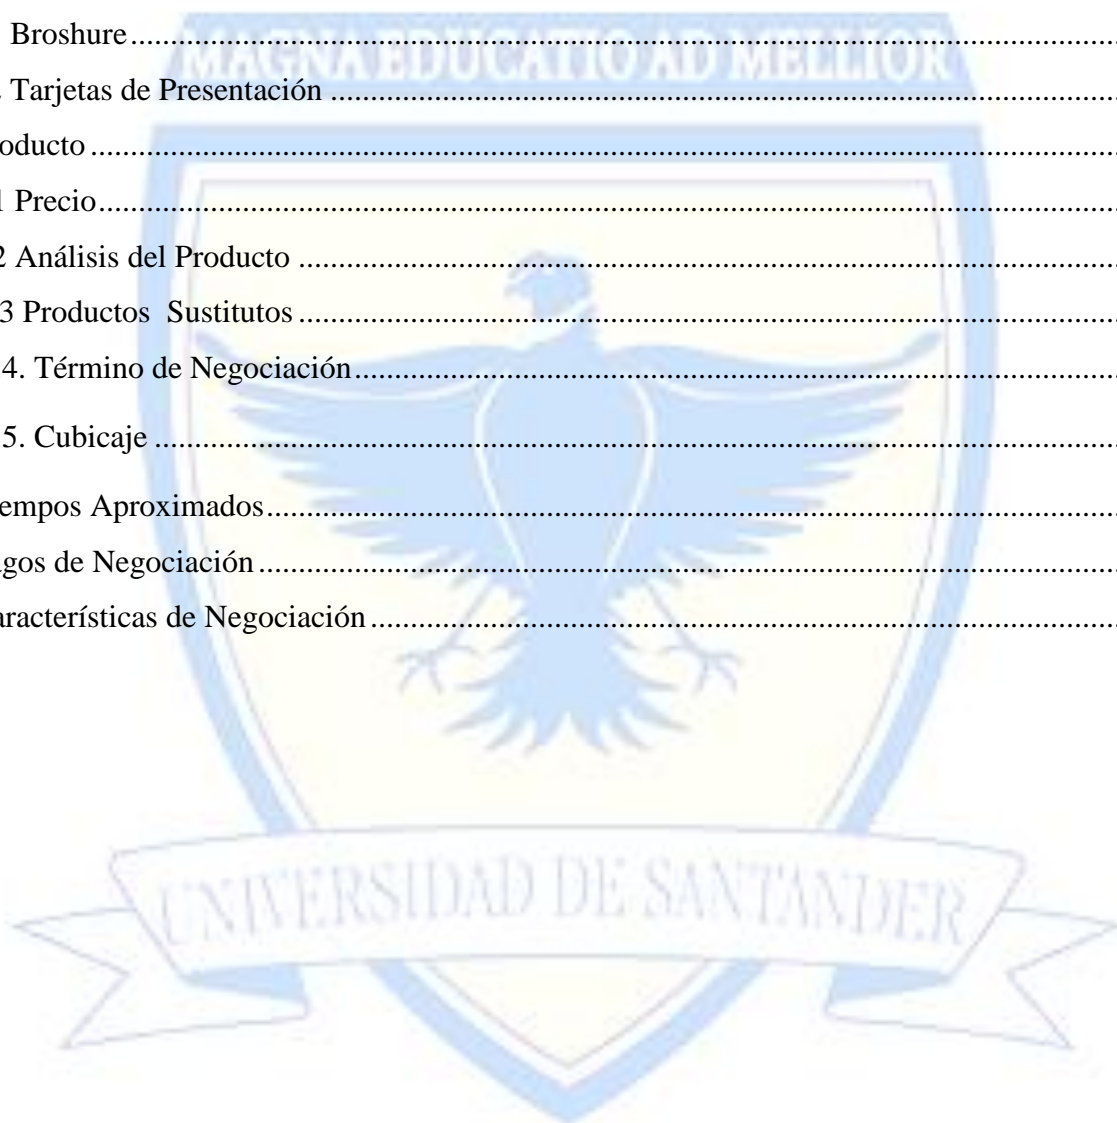 MAGNA EDUCATIO AD MELLIOR
Broshure
Tarjetas de Presentación
oducto
1 Precio
2 Análisis del Producto
3 Productos Sustitutos
4. Término de Negociación
5. Cubicaje
empos Aproximados
gos de Negociación
aracterísticas de Negociación
UNIVERSIDAD DE SANTANDER